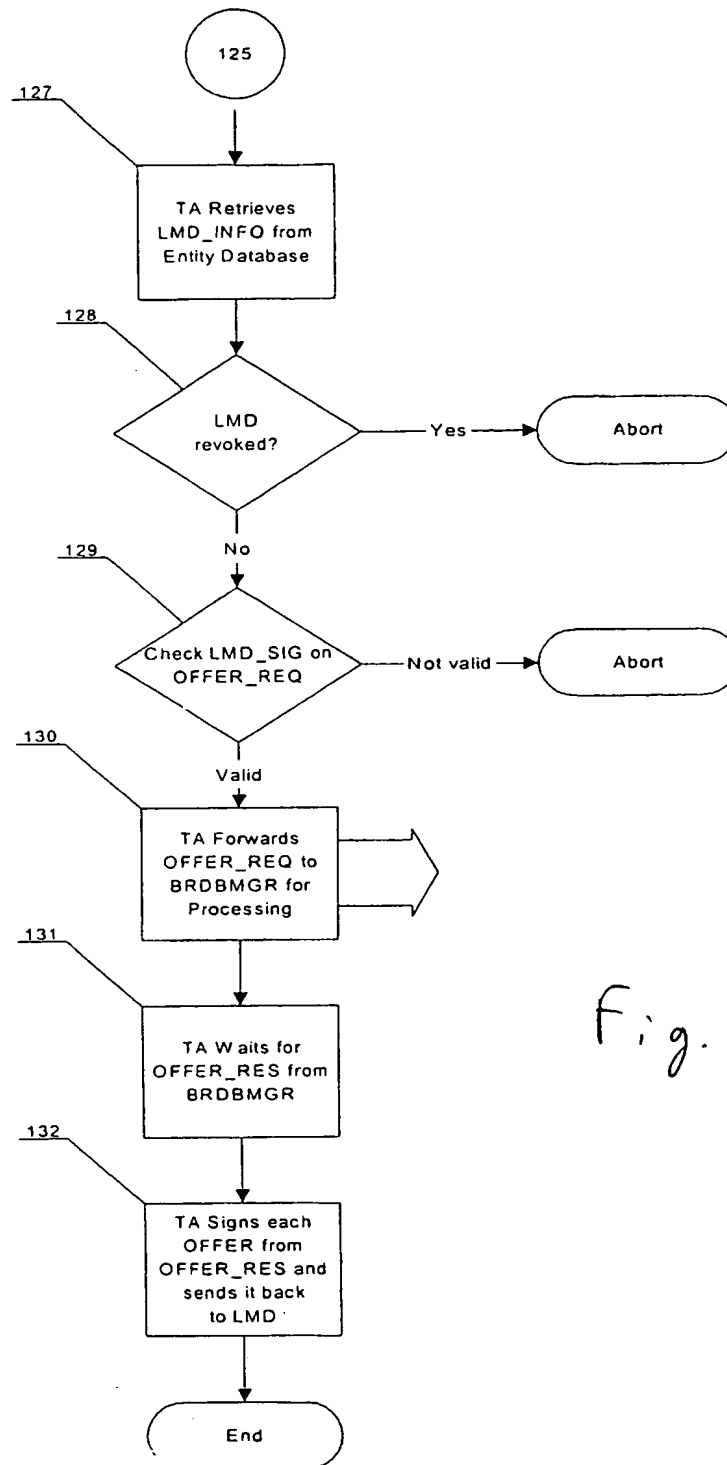 125
127
TA Retrieves
LMD_INFO from
Entity Database
128
LMD
revoked?
Yes
Abort
No
129
Check LMD_SIG on
OFFER_REQ
Not valid
Abort
Valid
130
TA Forwards
OFFER_REQ to
BRDBMGR for
Processing
131
TA Waits for
OFFER_RES from
BRDBMGR
Fig.
132
TA Signs each
OFFER from
OFFER_RES and
sends it back
to LMD
End